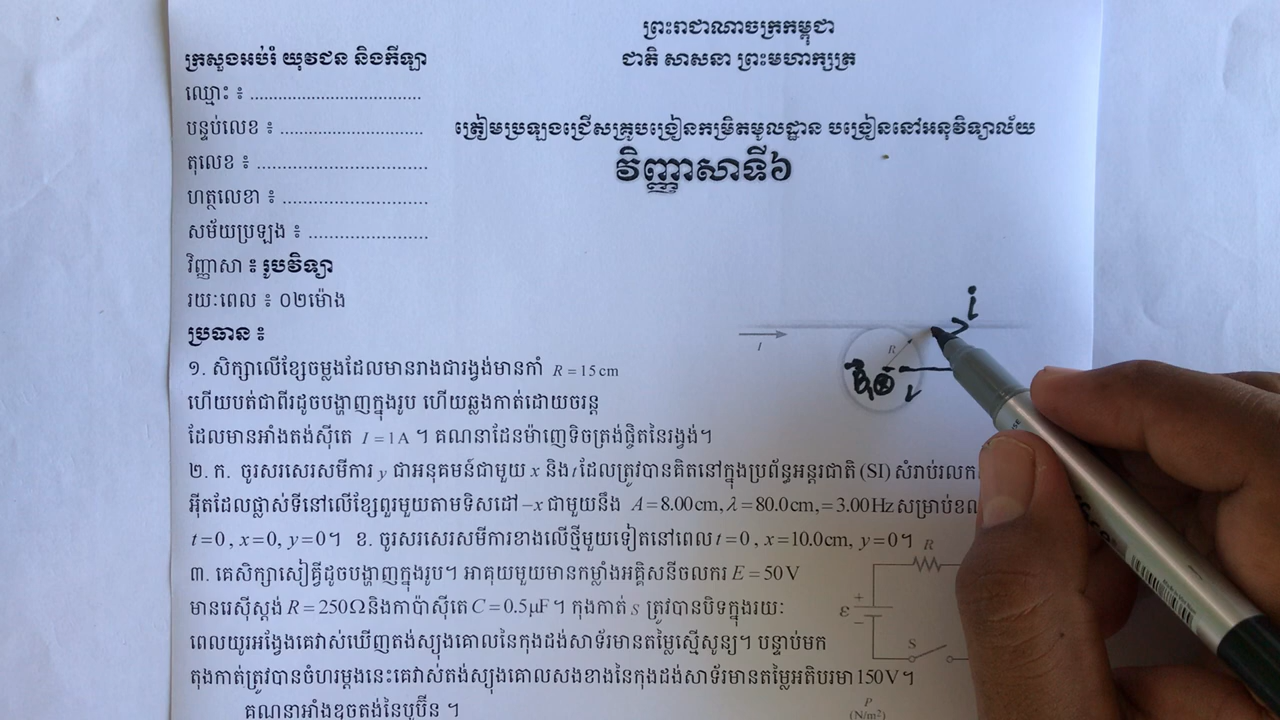 ព្រះរាជាណាចក្រកម្ពុជា
ជាតិ សាសនា ព្រះមហាក្សត្រ
ក្រសួងអប់រំ យុវជន និងកីឡា
ឈ្មោះ ៖ ..................................
បន្ទប់លេខ ៖ .............................
តុលេខ ៖ .............................
ហត្ថលេខា ៖ .............................
សម័យប្រឡង ៖ ........................
ត្រៀមប្រឡងជ្រើសគ្រូបង្រៀនកម្រិតមូលដ្ឋាន បង្រៀននៅអនុវិទ្យាល័យ
វិញ្ញាសាទី៦
វិញ្ញាសា ៖ រូបវិទ្យា
រយៈពេល ៖ ០២ម៉ោង
ប្រធាន ៖
I
R
i
១. សិក្សាលើខ្សែចម្លងដែលមានរាងជារង្វង់មានកាំ R = 15 cm
ហើយបត់ជាពីរដូចបង្ហាញក្នុងរូប ហើយឆ្លងកាត់ដោយចរន្ត
ដែលមានអាំងតង់ស៊ីតេ I = 1 A ។ គណនាដែនម៉ាញេទិចត្រង់ផ្ចិតនៃរង្វង់។
២. ក. ចូរសរសេរសមីការ y ជាអនុគមន៍ជាមួយ x និង t ដែលត្រូវបានគិតនៅក្នុងប្រព័ន្ធអន្តរជាតិ (SI) សំរាប់រលក
អ៊ីតដែលផ្លាស់ទីនៅលើខ្សែពួរមួយតាមទិសដៅ −x ជាមួយនឹង A = 8.00 cm, λ = 80.0 cm, = 3.00 Hz សម្រាប់ខណ
t = 0 , x = 0, y = 0។ ខ. ចូរសរសេរសមីការខាងលើថ្មីមួយទៀតនៅពេល t = 0 , x = 10.0 cm, y = 0។
៣. គេសិក្សាសៀគ្វីដូចបង្ហាញក្នុងរូប។ អាគុយមួយមានកម្លាំងអគ្គិសនីចលករ E = 50 V
មានរេស៊ីស្តង់ R = 250 Ω និងកាប៉ាស៊ីតេ C = 0.5 μF ។ កុងកាត់ S ត្រូវបានបិទក្នុងរយៈ
ពេលយូរអង្វែងគេវាស់ឃើញតង់ស្យុងគោលនៃកុងដង់សាទ័រមានតម្លៃស្មើសូន្យ។ បន្ទាប់មក
កុងកាត់ត្រូវបានចំហរម្តងនេះគេវាស់តង់ស្យុងគោលសងខាងនៃកុងដង់សាទ័រមានតម្លៃអតិបរមា 150 V ។
គណនាអាំងឌុចតង់នៃបូប៊ីន ។
R
ε
+
−
S
P
(N/m²)